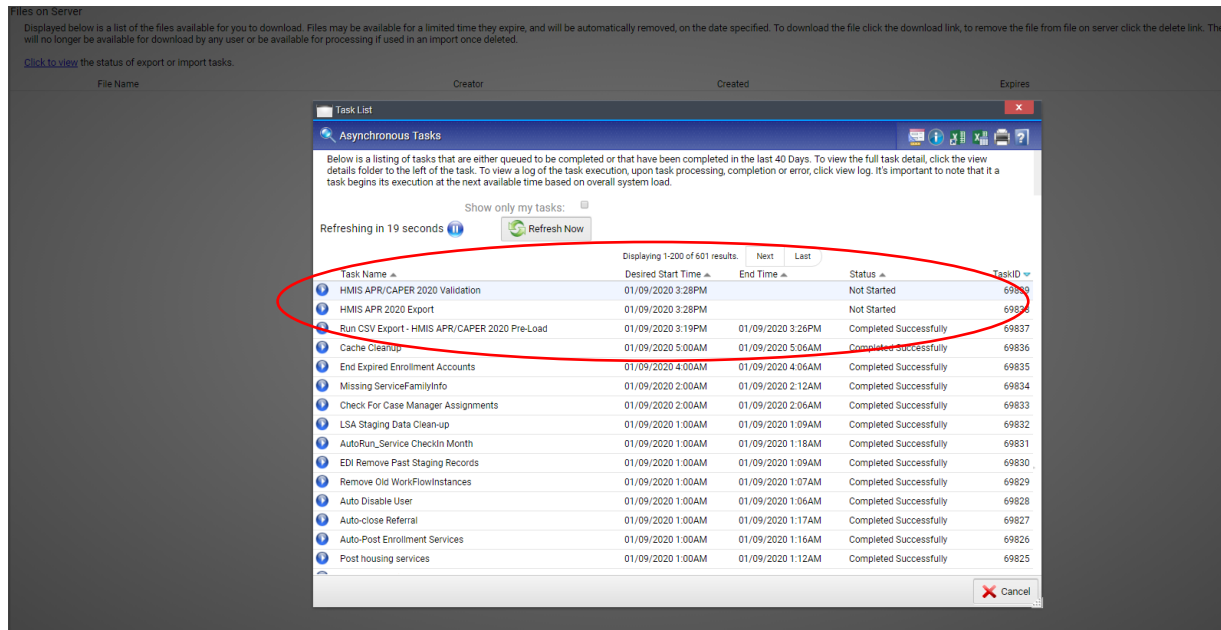 Files on Server
Displayed below is a list of the files available for you to download. Files may be available for a limited time they expire, and will be automatically removed, on the date specified. To download the file click the download link, to remove the file from file on server click the delete link. The
will no longer be available for download by any user or be available for processing if used in an import once deleted.
Click to view the status of export or import tasks.
File Name Creator Created Expires
Task List x
Asynchronous Tasks
Below is a listing of tasks that are either queued to be completed or that have been completed in the last 40 Days. To view the full task detail, click the view
details folder to the left of the task. To view a log of the task execution, upon task processing, completion or error, click view log. It's important to note that it a
task begins its execution at the next available time based on overall system load.
Show only my tasks:
Refreshing in 19 seconds Refresh Now
Displaying 1-200 of 601 results. Next Last
Task Name Desired Start Time End Time Status TaskID
HMIS APR/CAPER 2020 Validation 01/09/2020 3:28PM Not Started
HMIS APR 2020 Export 01/09/2020 3:28PM Not Started
Run CSV Export - HMIS APR/CAPER 2020 Pre-Load 01/09/2020 3:19PM 01/09/2020 3:26PM Completed Successfully 69837
Cache Cleanup 01/09/2020 5:00AM 01/09/2020 5:06AM Completed Successfully 69836
End Expired Enrollment Accounts 01/09/2020 4:00AM 01/09/2020 4:06AM Completed Successfully 69835
Missing ServiceFamilyInfo 01/09/2020 2:00AM 01/09/2020 2:12AM Completed Successfully 69834
Check For Case Manager Assignments 01/09/2020 2:00AM 01/09/2020 2:06AM Completed Successfully 69833
LSA Staging Data Clean-up 01/09/2020 1:00AM 01/09/2020 1:09AM Completed Successfully 69832
AutoRun_Service CheckIn Month 01/09/2020 1:00AM 01/09/2020 1:18AM Completed Successfully 69831
EDI Remove Past Staging Records 01/09/2020 1:00AM 01/09/2020 1:09AM Completed Successfully 69830
Remove Old WorkFlowInstances 01/09/2020 1:00AM 01/09/2020 1:07AM Completed Successfully 69829
Auto Disable User 01/09/2020 1:00AM 01/09/2020 1:06AM Completed Successfully 69828
Auto-close Referral 01/09/2020 1:00AM 01/09/2020 1:17AM Completed Successfully 69827
Auto-Post Enrollment Services 01/09/2020 1:00AM 01/09/2020 1:16AM Completed Successfully 69826
Post housing services 01/09/2020 1:00AM 01/09/2020 1:12AM Completed Successfully 69825
Cancel